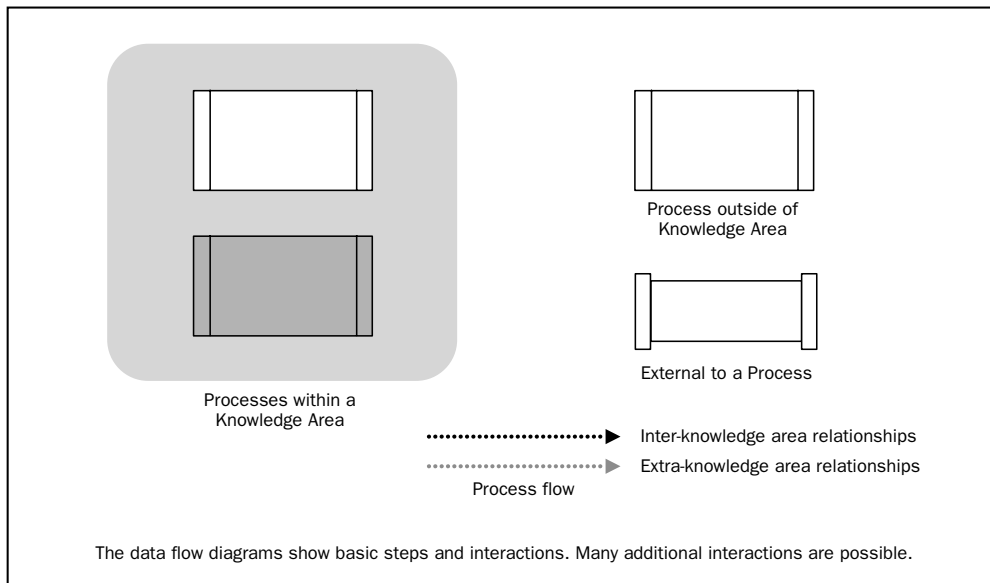 Process outside of
Knowledge Area
External to a Process
Processes within a
Knowledge Area
Inter-knowledge area relationships
Extra-knowledge area relationships
Process flow
The data flow diagrams show basic steps and interactions. Many additional interactions are possible.